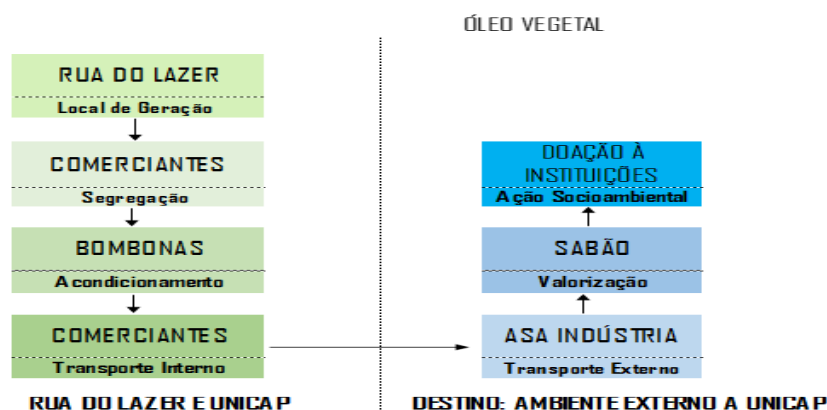 ÓLEO VEGETAL
RUA DO LAZER
Local de Geração
COMERCIANTES
Segregação
BOMBONAS
Acondicionamento
COMERCIANTES
Transporte Interno
RUA DO LAZER E UNICAP
DOAÇÃO À
INSTITUIÇÕES
Ação Socioambiental
SABÃO
Valorização
ASA INDÚSTRIA
Transporte Externo
DESTINO: AMBIENTE EXTERNO A UNICAP